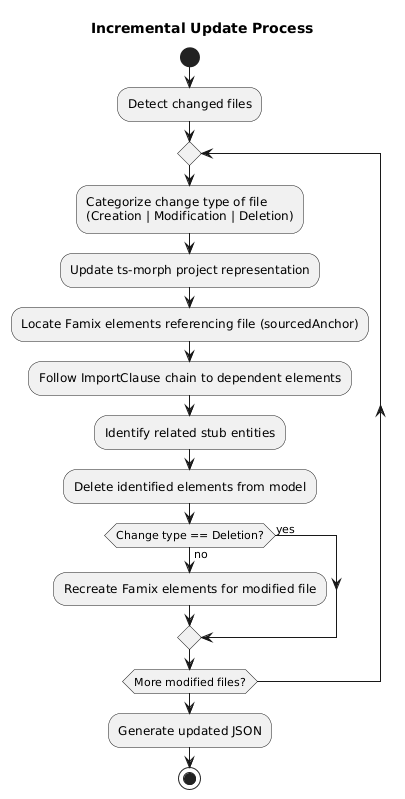 Incremental Update Process
Detect changed files
Categorize change type of file
(Creation | Modification | Deletion)
Update ts-morph project representation
Locate Famix elements referencing file (sourcedAnchor)
Follow ImportClause chain to dependent elements
Identify related stub entities
Delete identified elements from model
Change type == Deletion?
yes
no
Recreate Famix elements for modified file
More modified files?
Generate updated JSON